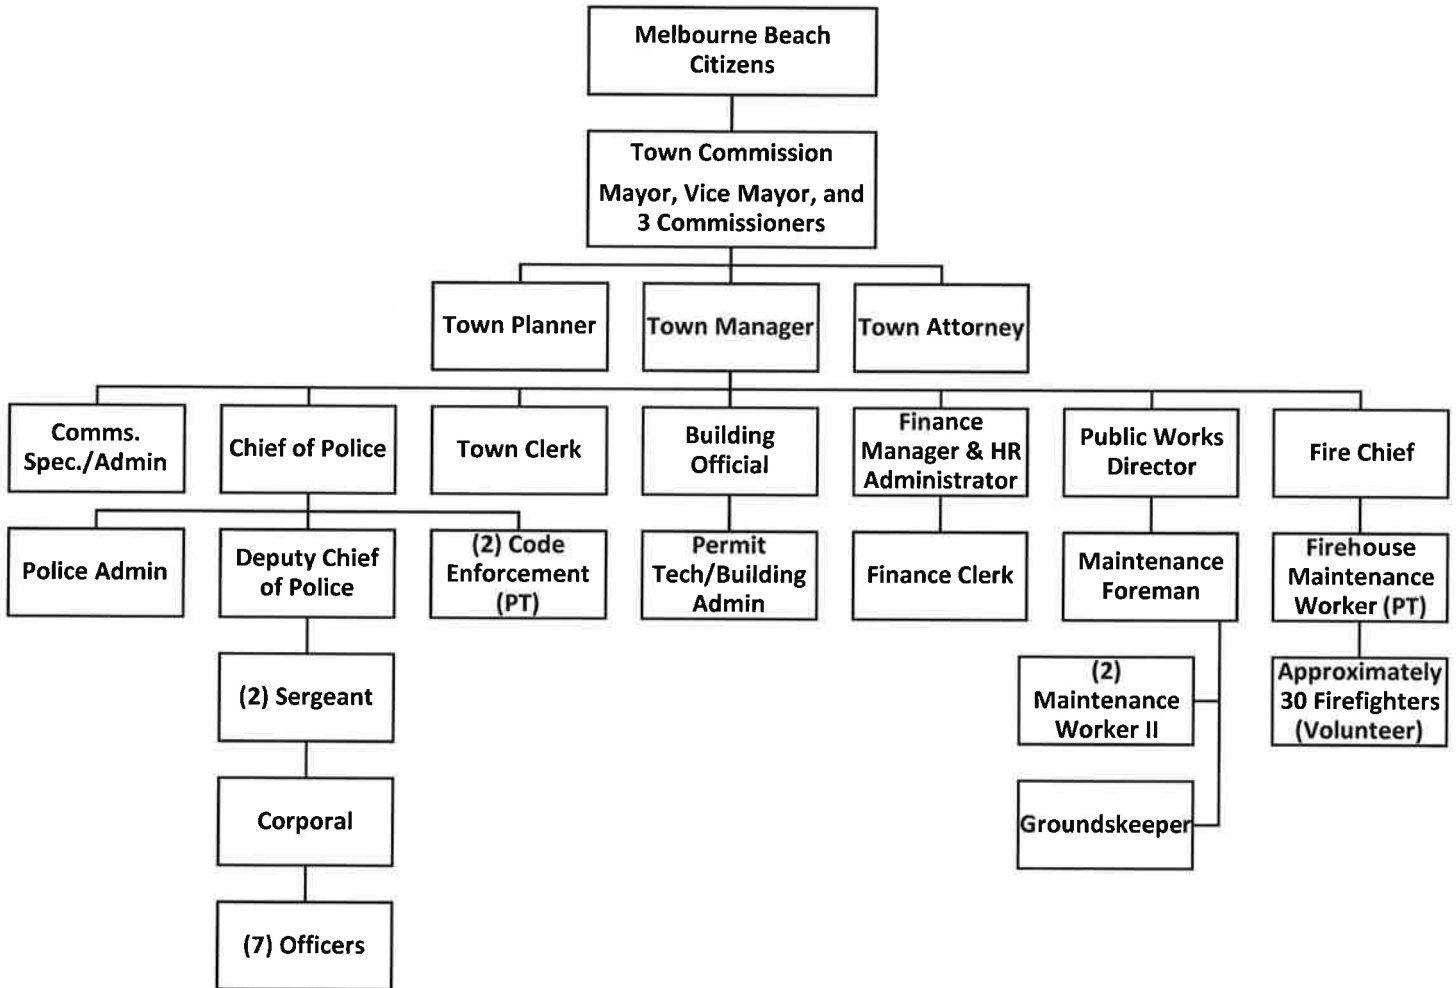 Melbourne Beach
Citizens
Town Commission
Mayor, Vice Mayor, and
3 Commissioners
Town Planner
Town Manager
Town Attorney
Comms.
Spec./Admin
Chief of Police
Town Clerk
Building
Official
Finance
Manager & HR
Administrator
Public Works
Director
Fire Chief
Police Admin
Deputy Chief
of Police
(2) Code
Enforcement
(PT)
Permit
Tech/Building
Admin
Finance Clerk
Maintenance
Foreman
Firehouse
Maintenance
Worker (PT)
(2) Sergeant
(2)
Maintenance
Worker II
Approximately
30 Firefighters
(Volunteer)
Corporal
Groundskeeper
(7) Officers